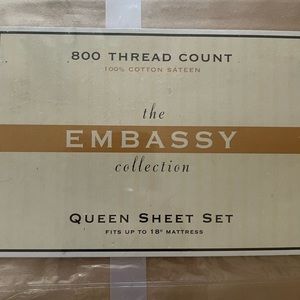 800 THREAD COUNT
100% COTTON SATEEN
the
EMBASSY
collection
QUEEN SHEET SET
FITS UP TO 18" MATTRESS